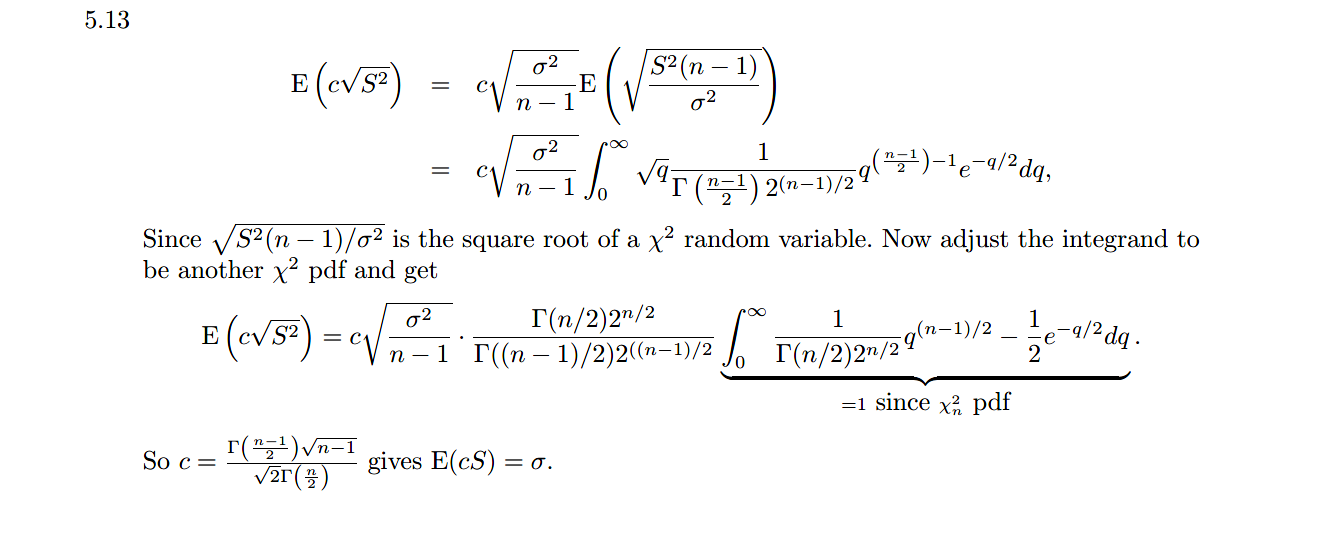 5.13
E(c√S²) = c√(σ²/(n − 1)) E(√(S²(n − 1)/σ²))
= c√(σ²/(n − 1)) ∫₀^∞ √q 1/(Γ((n−1)/2) 2^((n−1)/2)) q^(((n−1)/2)−1) e^(−q/2) dq,
Since √(S²(n − 1)/σ²) is the square root of a χ² random variable. Now adjust the integrand to
be another χ² pdf and get
E(c√S²) = c√(σ²/(n − 1)) · Γ(n/2)2^(n/2)/(Γ((n − 1)/2)2^(((n−1)/2) ∫₀^∞ 1/(Γ(n/2)2^(n/2)) q^((n−1)/2) − 1/2 e^(−q/2) dq.
=1 since χ²ₙ pdf
So c = Γ((n−1)/2)√(n−1)/(√2Γ(n/2)) gives E(cS) = σ.